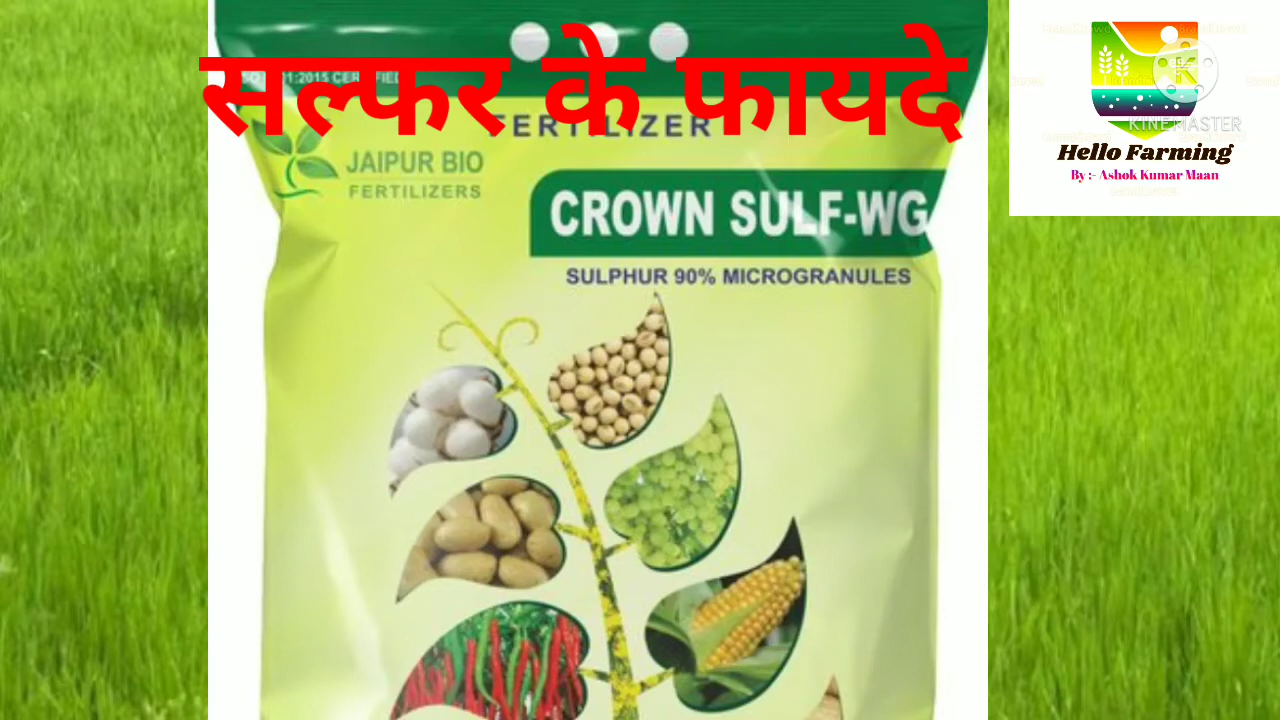 सल्फर के फायदे
FERTILIZER
JAIPUR BIO
FERTILIZERS
CROWN SULF-WG
SULPHUR 90% MICROGRANULES
KINEMASTER
Hello Farming
By :- Ashok Kumar Maan